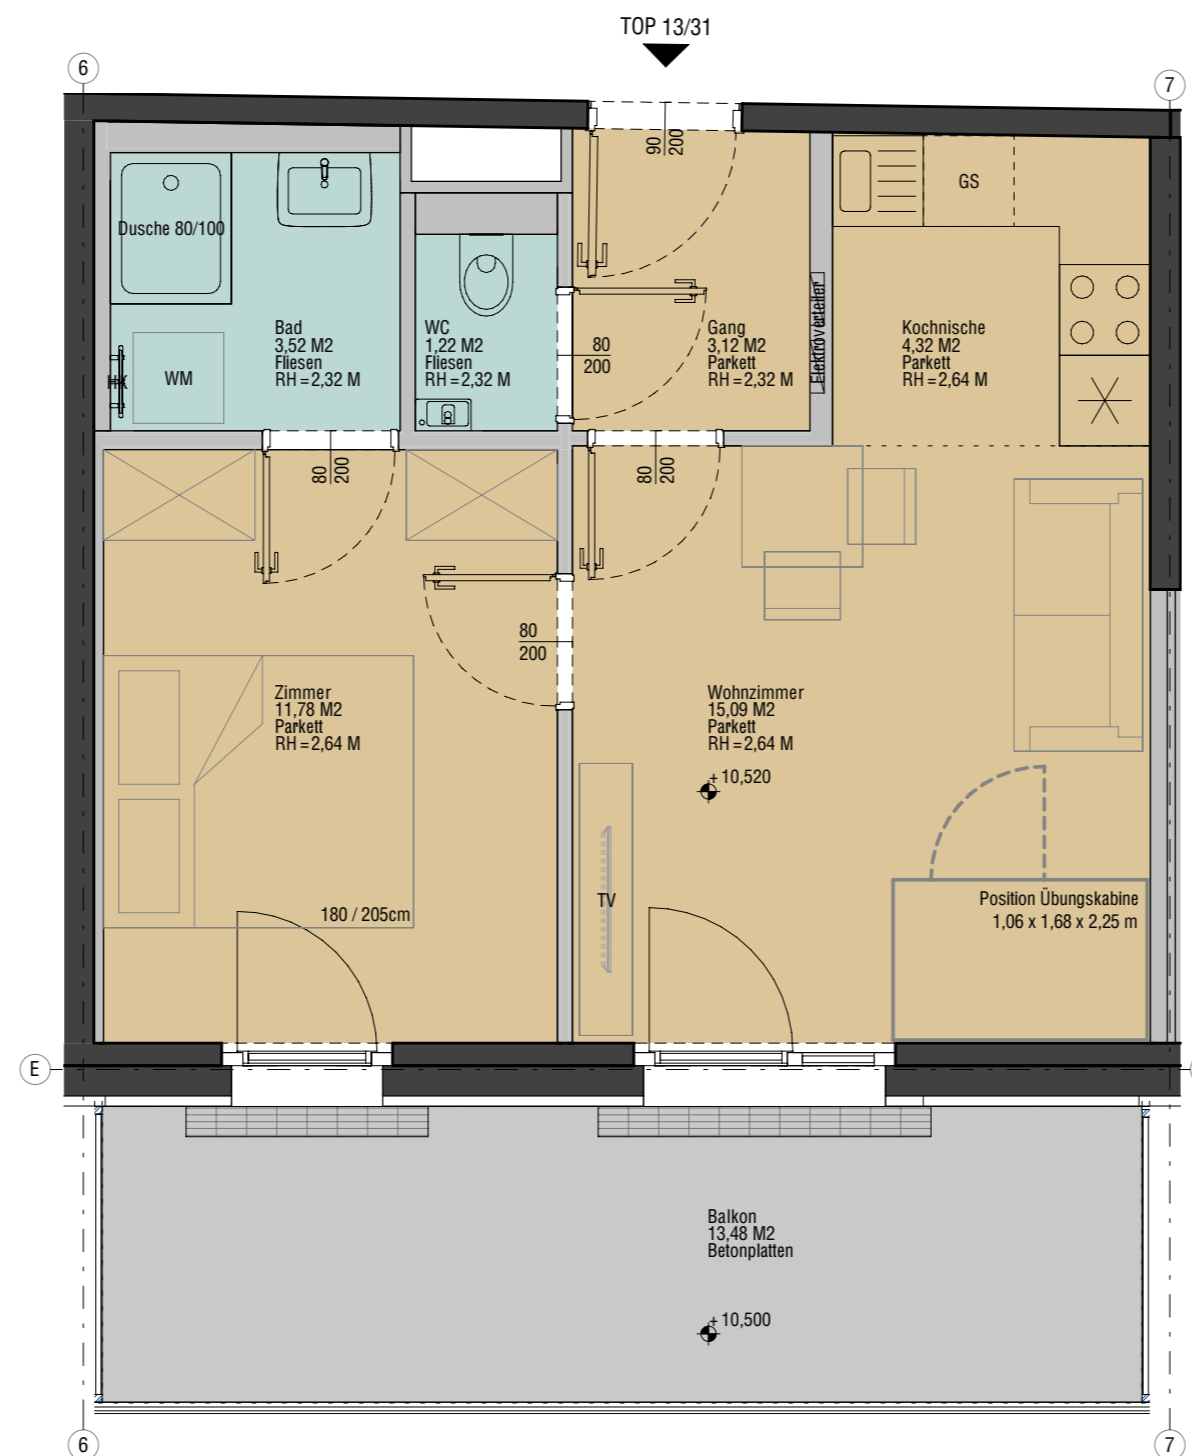 TOP 13/31
6
7
90
200
GS
Dusche 80/100
Bad
3,52 M2
Fliesen
RH = 2,32 M
WC
1,22 M2
Fliesen
RH = 2,32 M
80
200
Gang
3,12 M2
Parkett
RH = 2,32 M
Elektroverteiler
Kochnische
4,32 M2
Parkett
RH = 2,64 M
HK
WM
80
200
80
200
80
200
Zimmer
11,78 M2
Parkett
RH = 2,64 M
Wohnzimmer
15,09 M2
Parkett
RH = 2,64 M
+ 10,520
TV
180 / 205cm
Position Übungskabine
1,06 x 1,68 x 2,25 m
E
Balkon
13,48 M2
Betonplatten
+ 10,500
6
7